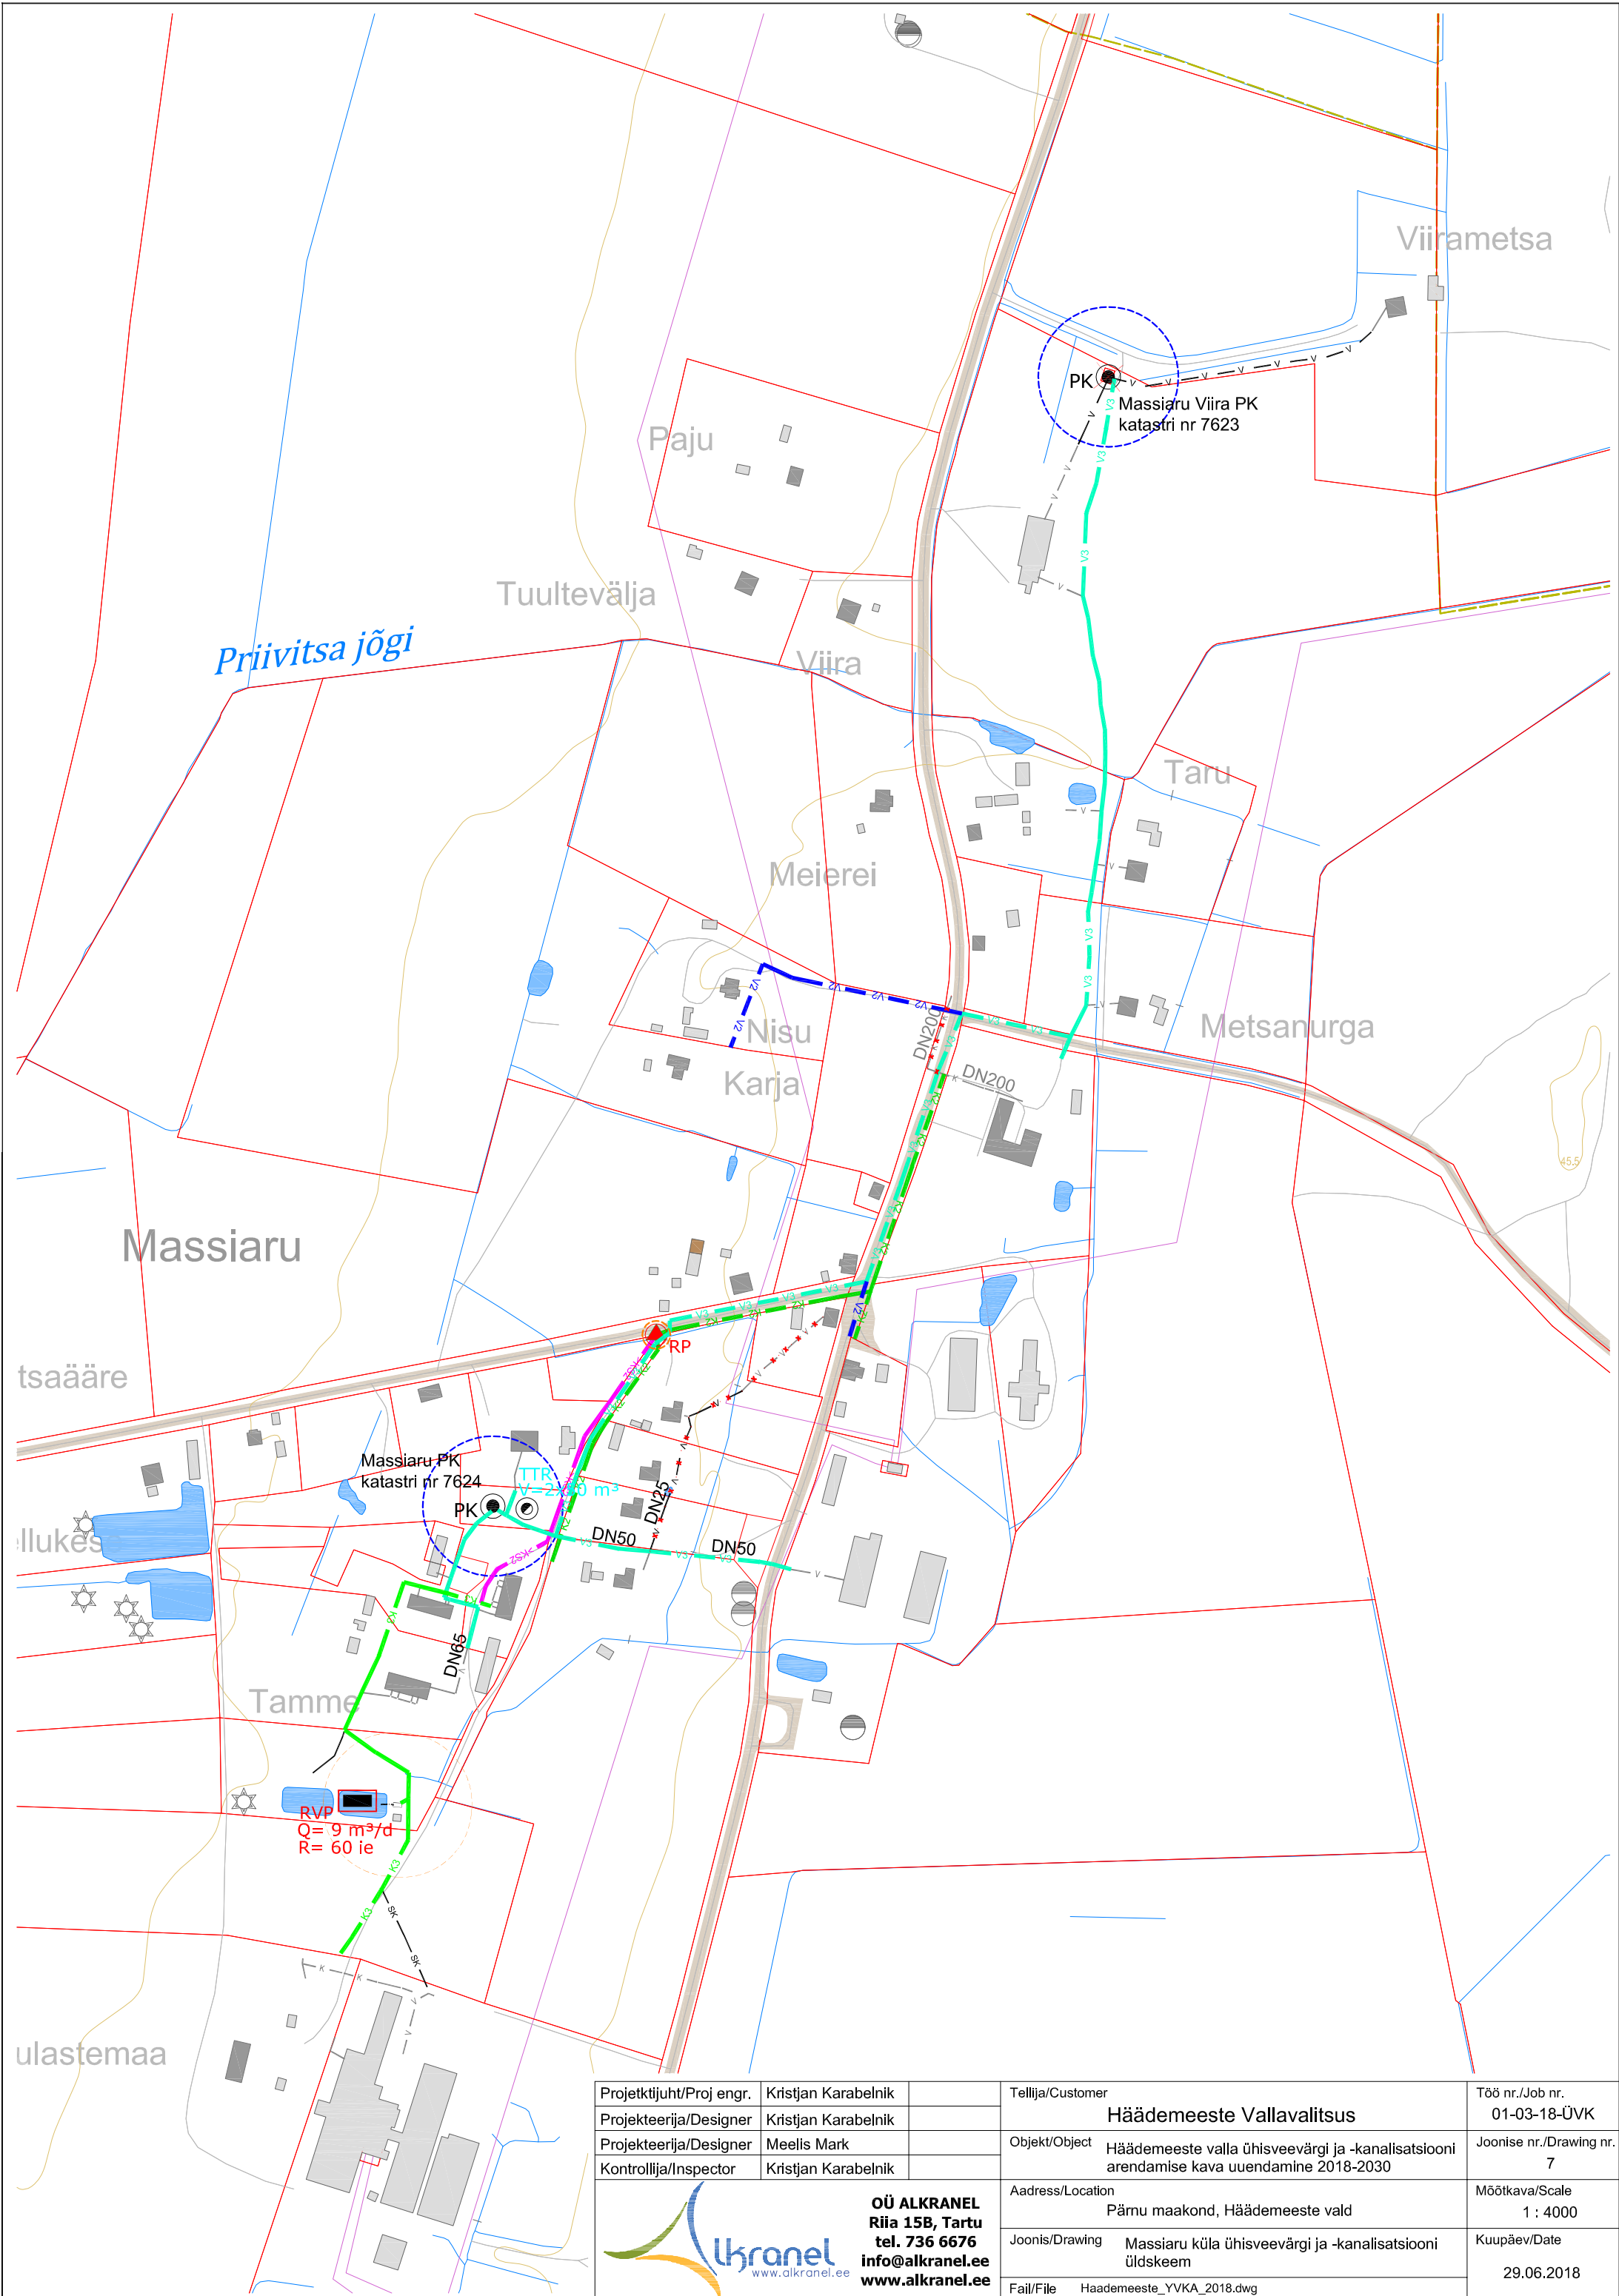 Viirametsa
PK
Massiaru Viira PK
katastri nr 7623
Paju
Tuultevälja
Priivitsa jõgi
Viira
Taru
Meierei
Nisu
DN200
Metsanurga
Karja
DN200
45.5
Massiaru
RP
tsaääre
Massiaru PK
katastri nr 7624
TTR
PK
DN25
DN50
DN50
DN65
Tamme
RVP
Q= 9 m³/d
R= 60 ie
ulastemaa
Projetktijuht/Proj engr. Kristjan Karabelnik
Projekteerija/Designer Kristjan Karabelnik
Projekteerija/Designer Meelis Mark
Kontrollija/Inspector Kristjan Karabelnik
Tellija/Customer
Häädemeeste Vallavalitsus
Töö nr./Job nr.
01-03-18-ÜVK
Objekt/Object
Häädemeeste valla ühisveevärgi ja -kanalisatsiooni
arendamise kava uuendamine 2018-2030
Joonise nr./Drawing nr.
7
Aadress/Location
Pärnu maakond, Häädemeeste vald
Mõõtkava/Scale
1 : 4000
Joonis/Drawing
Massiaru küla ühisveevärgi ja -kanalisatsiooni
üldskeem
Kuupäev/Date
29.06.2018
Fail/File Haademeeste_YVKA_2018.dwg
lkranel
www.alkranel.ee
OÜ ALKRANEL
Riia 15B, Tartu
tel. 736 6676
info@alkranel.ee
www.alkranel.ee